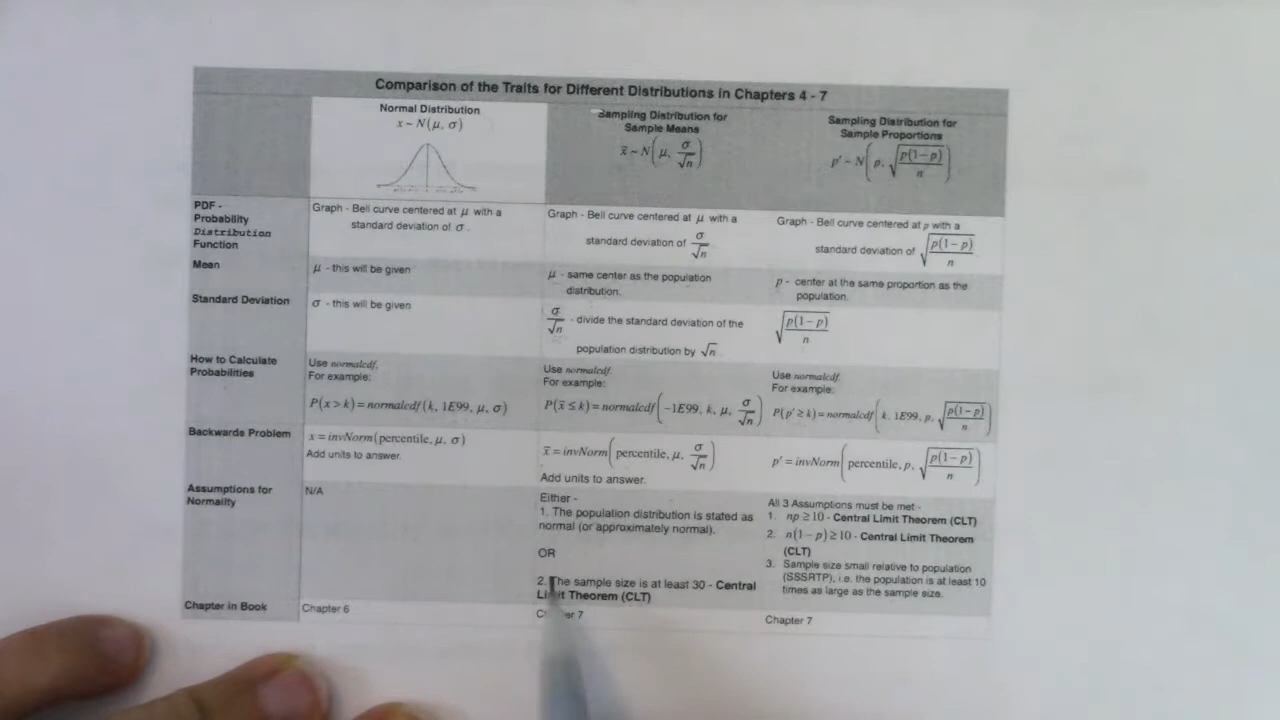 Comparison of the Traits for Different Distributions in Chapters 4 - 7
Normal Distribution
x ~ N(μ, σ)
Sampling Distribution for
Sample Means
x̄ ~ N(μ, σ/√n)
Sampling Distribution for
Sample Proportions
p' ~ N(p, √(p(1−p)/n))
PDF -
Probability
Distribution
Function
Graph - Bell curve centered at μ with a
standard deviation of σ.
Graph - Bell curve centered at μ with a
standard deviation of σ/√n
Graph - Bell curve centered at p with a
standard deviation of √(p(1−p)/n)
Mean
μ - this will be given
μ - same center as the population
distribution.
p - center at the same proportion as the
population.
Standard Deviation
σ - this will be given
σ/√n - divide the standard deviation of the
population distribution by √n
√(p(1−p)/n)
How to Calculate
Probabilities
Use normalcdf.
For example:
P(x > k) = normalcdf(k, 1E99, μ, σ)
Use normalcdf.
For example:
P(x̄ ≤ k) = normalcdf(−1E99, k, μ, σ/√n)
Use normalcdf.
For example:
P(p' ≥ k) = normalcdf(k, 1E99, p, √(p(1−p)/n))
Backwards Problem
x = invNorm(percentile, μ, σ)
Add units to answer.
x̄ = invNorm(percentile, μ, σ/√n)
Add units to answer.
p' = invNorm(percentile, p, √(p(1−p)/n))
Assumptions for
Normality
N/A
Either -
1. The population distribution is stated as
normal (or approximately normal).
OR
2. The sample size is at least 30 - Central
Limit Theorem (CLT)
All 3 Assumptions must be met -
1. np ≥ 10 - Central Limit Theorem (CLT)
2. n(1 − p) ≥ 10 - Central Limit Theorem
(CLT)
3. Sample size small relative to population
(SSSRTP), i.e. the population is at least 10
times as large as the sample size.
Chapter in Book
Chapter 6
Chapter 7
Chapter 7